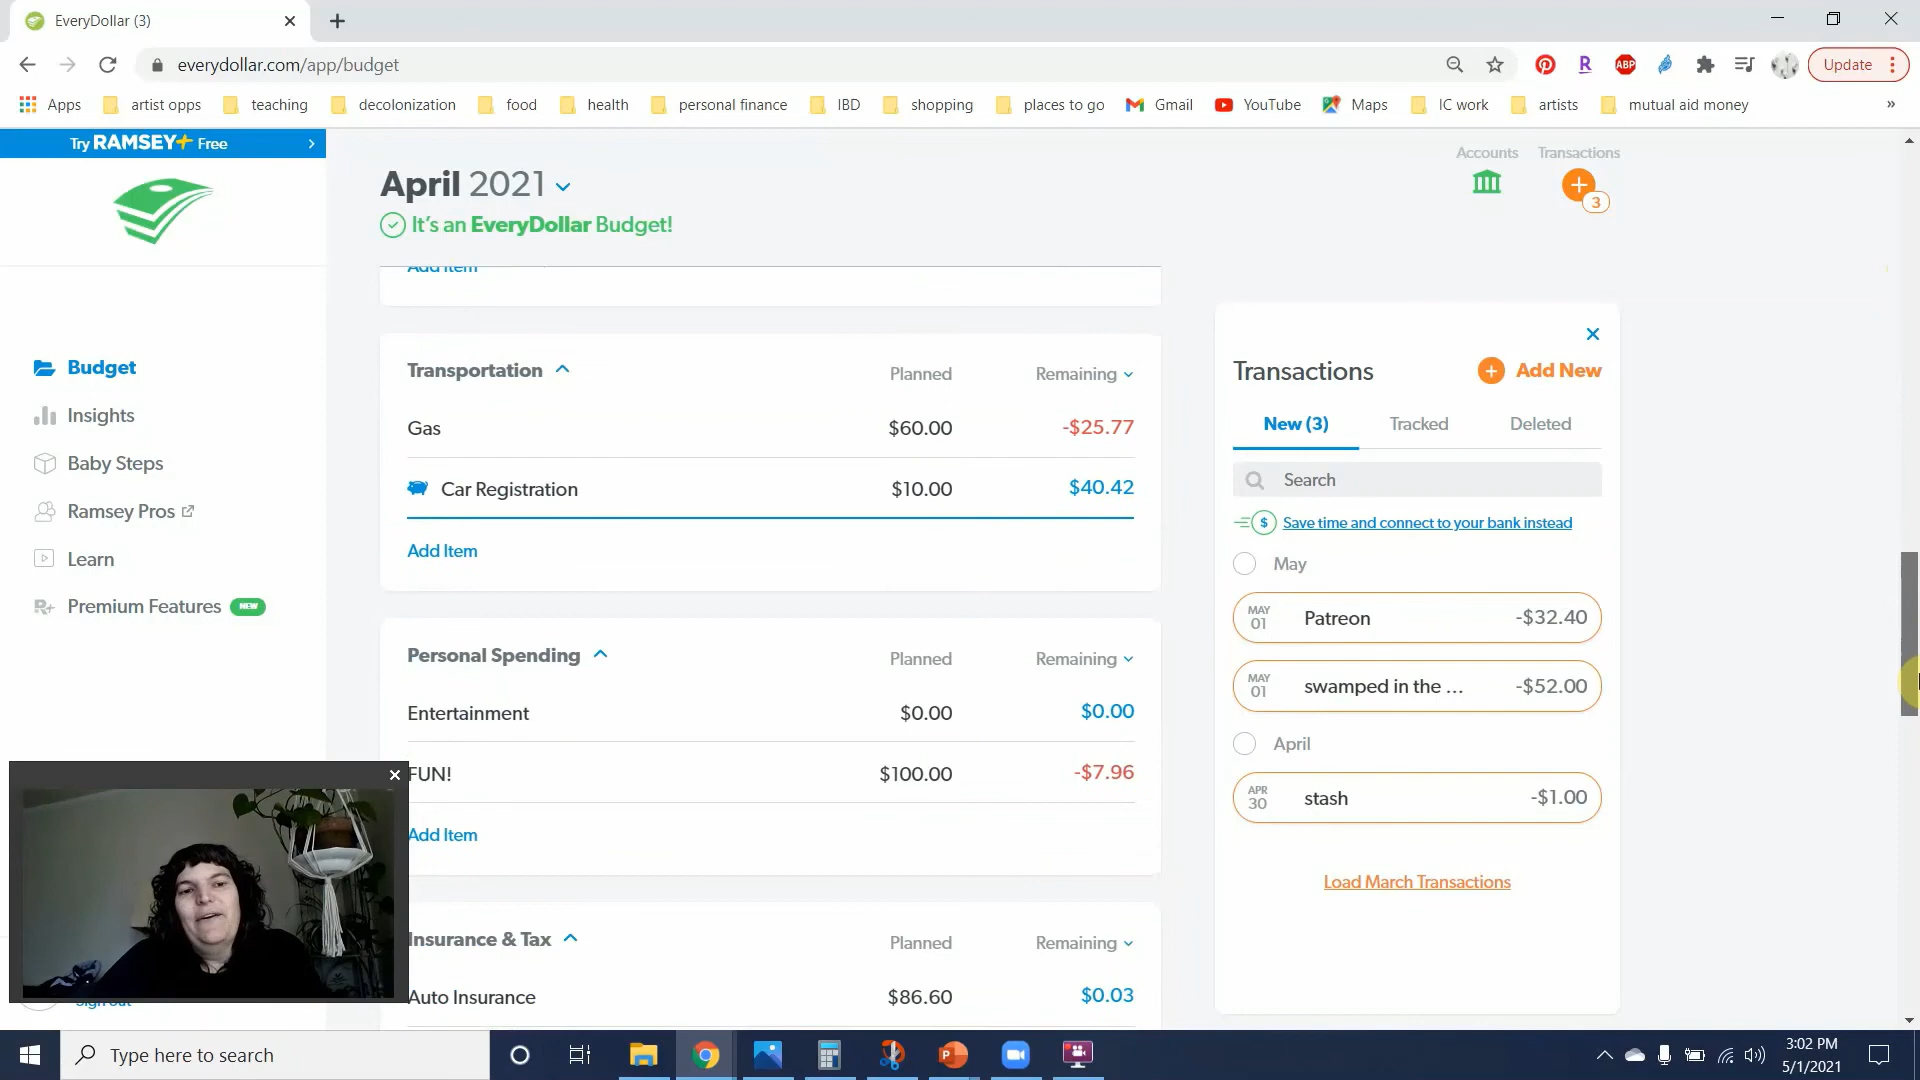 EveryDollar (3)
everydollar.com/app/budget
Update
Apps
artist opps
teaching
decolonization
food
health
personal finance
IBD
shopping
places to go
Gmail
YouTube
Maps
IC work
artists
mutual aid money
»
Try RAMSEY+ Free
April 2021
It's an EveryDollar Budget!
Accounts
Transactions
3
Budget
Insights
Baby Steps
Ramsey Pros
Learn
Premium Features NEW
Sign out
Add Item
Transportation Planned Remaining
Gas $60.00 -$25.77
Car Registration $10.00 $40.42
Add Item
Personal Spending Planned Remaining
Entertainment $0.00 $0.00
FUN! $100.00 -$7.96
Add Item
Insurance & Tax Planned Remaining
Auto Insurance $86.60 $0.03
Transactions
Add New
New (3) Tracked Deleted
Search
Save time and connect to your bank instead
May
MAY 01 Patreon -$32.40
MAY 01 swamped in the ... -$52.00
April
APR 30 stash -$1.00
Load March Transactions
Type here to search
3:02 PM
5/1/2021